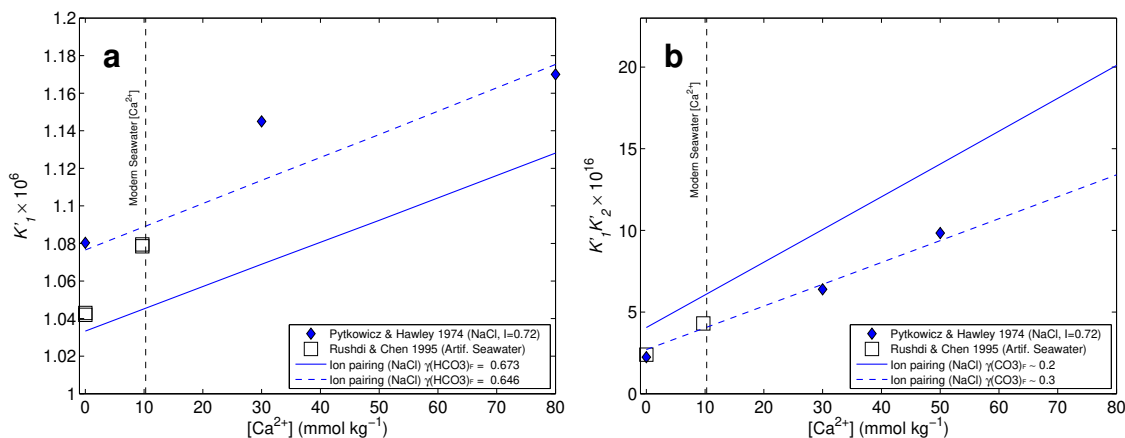 a
1.2
1.18
1.16
1.14
1.12
1.1
1.08
1.06
1.04
1.02
1
K'₁ × 10⁶
Modern Seawater [Ca²⁺]
Pytkowicz & Hawley 1974 (NaCl, I=0.72)
Rushdi & Chen 1995 (Artif. Seawater)
Ion pairing (NaCl) γ(HCO3)F = 0.673
Ion pairing (NaCl) γ(HCO3)F = 0.646
0 10 20 30 40 50 60 70 80
[Ca²⁺] (mmol kg⁻¹)
b
20
15
10
5
0
K'₁K'₂ × 10¹⁶
Modern Seawater [Ca²⁺]
Pytkowicz & Hawley 1974 (NaCl, I=0.72)
Rushdi & Chen 1995 (Artif. Seawater)
Ion pairing (NaCl) γ(CO3)F ~ 0.2
Ion pairing (NaCl) γ(CO3)F ~ 0.3
0 10 20 30 40 50 60 70 80
[Ca²⁺] (mmol kg⁻¹)